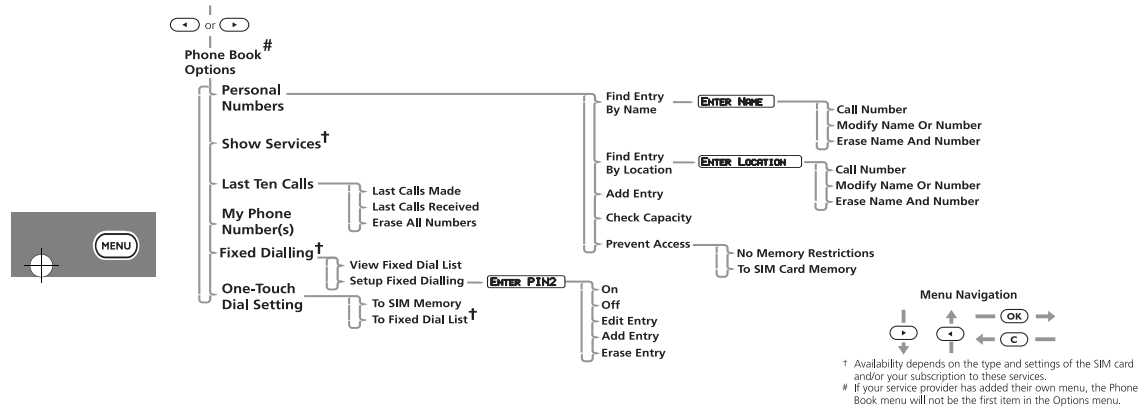 or
Phone Book #
Options
Personal
Numbers
Show Services†
Last Ten Calls
Last Calls Made
Last Calls Received
Erase All Numbers
My Phone
Number(s)
Fixed Dialling†
View Fixed Dial List
Setup Fixed Dialling
ENTER PIN2
On
Off
Edit Entry
Add Entry
Erase Entry
One-Touch
Dial Setting
To SIM Memory
To Fixed Dial List†
Find Entry
By Name
ENTER NAME
Call Number
Modify Name Or Number
Erase Name And Number
Find Entry
By Location
ENTER LOCATION
Call Number
Modify Name Or Number
Erase Name And Number
Add Entry
Check Capacity
Prevent Access
No Memory Restrictions
To SIM Card Memory
MENU
Menu Navigation
OK
C
† Availability depends on the type and settings of the SIM card
and/or your subscription to these services.
# If your service provider has added their own menu, the Phone
Book menu will not be the first item in the Options menu.